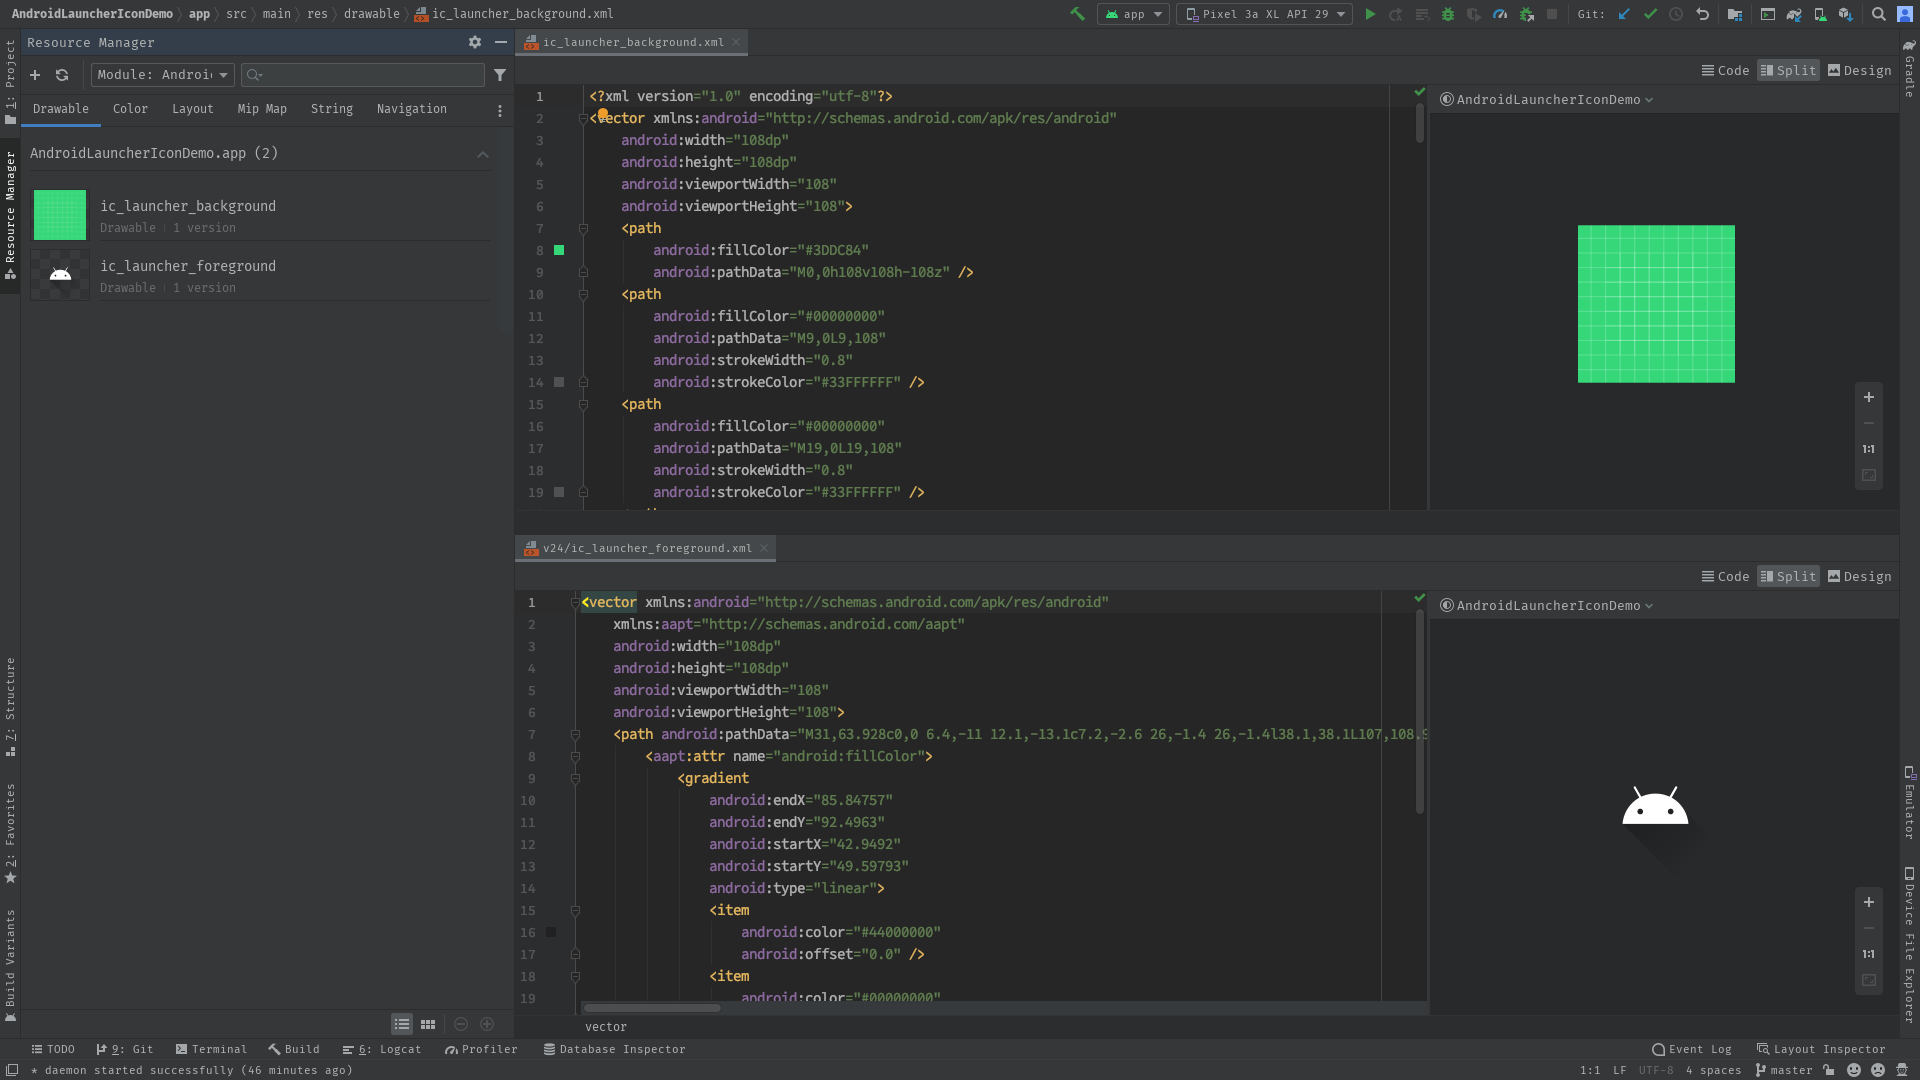 AndroidLauncherIconDemo app src main res drawable ic_launcher_background.xml
app Pixel 3a XL API 29 Git:
Resource Manager
Module: Androi
Drawable Color Layout Mip Map String Navigation
AndroidLauncherIconDemo.app (2)
ic_launcher_background
Drawable | 1 version
ic_launcher_foreground
Drawable | 1 version
1: Project
Resource Manager
7: Structure
2: Favorites
Build Variants
ic_launcher_background.xml
Code Split Design
AndroidLauncherIconDemo
1 <?xml version="1.0" encoding="utf-8"?>
2 <vector xmlns:android="http://schemas.android.com/apk/res/android"
3 android:width="108dp"
4 android:height="108dp"
5 android:viewportWidth="108"
6 android:viewportHeight="108">
7 <path
8 android:fillColor="#3DDC84"
9 android:pathData="M0,0h108v108h-108z" />
10 <path
11 android:fillColor="#00000000"
12 android:pathData="M9,0L9,108"
13 android:strokeWidth="0.8"
14 android:strokeColor="#33FFFFFF" />
15 <path
16 android:fillColor="#00000000"
17 android:pathData="M19,0L19,108"
18 android:strokeWidth="0.8"
19 android:strokeColor="#33FFFFFF" />
1:1
v24/ic_launcher_foreground.xml
Code Split Design
AndroidLauncherIconDemo
1 <vector xmlns:android="http://schemas.android.com/apk/res/android"
2 xmlns:aapt="http://schemas.android.com/aapt"
3 android:width="108dp"
4 android:height="108dp"
5 android:viewportWidth="108"
6 android:viewportHeight="108">
7 <path android:pathData="M31,63.928c0,0 6.4,-11 12.1,-13.1c7.2,-2.6 26,-1.4 26,-1.4l38.1,38.1L107,108.9
8 <aapt:attr name="android:fillColor">
9 <gradient
10 android:endX="85.84757"
11 android:endY="92.4963"
12 android:startX="42.9492"
13 android:startY="49.59793"
14 android:type="linear">
15 <item
16 android:color="#44000000"
17 android:offset="0.0" />
18 <item
19 android:color="#00000000"
1:1
vector
Gradle
Emulator
Device File Explorer
TODO 9: Git Terminal Build 6: Logcat Profiler Database Inspector Event Log Layout Inspector
* daemon started successfully (46 minutes ago) 1:1 LF UTF-8 4 spaces master